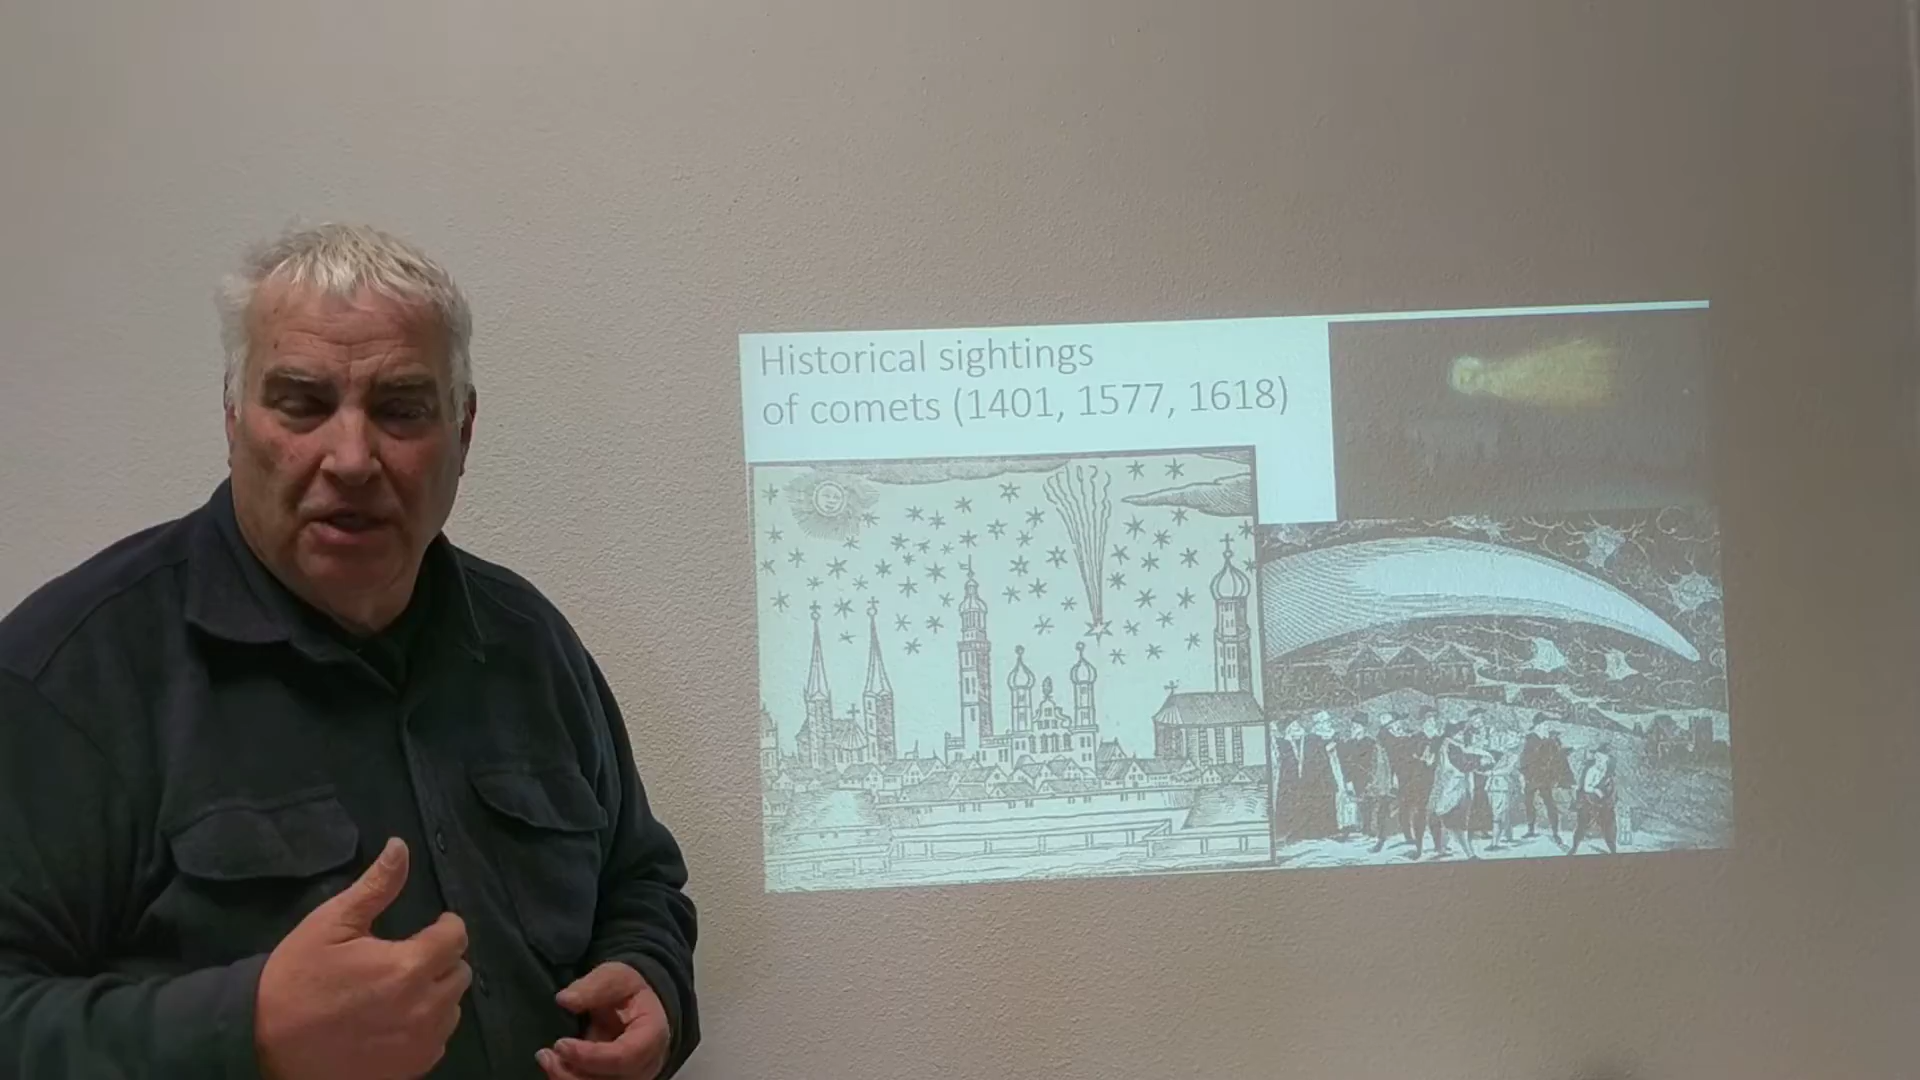 Historical sightings
of comets (1401, 1577, 1618)